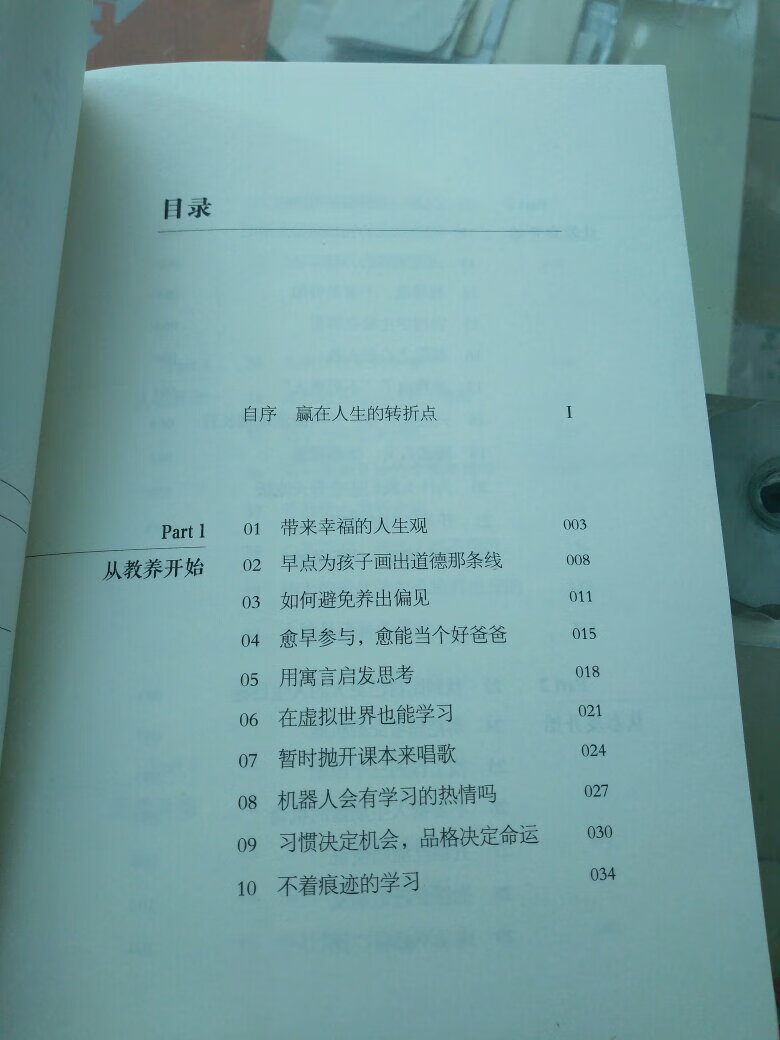 目录
自序 赢在人生的转折点 I
Part 1
从教养开始
01 带来幸福的人生观 003
02 早点为孩子画出道德那条线 008
03 如何避免养出偏见 011
04 愈早参与，愈能当个好爸爸 015
05 用寓言启发思考 018
06 在虚拟世界也能学习 021
07 暂时抛开课本来唱歌 024
08 机器人会有学习的热情吗 027
09 习惯决定机会，品格决定命运 030
10 不着痕迹的学习 034